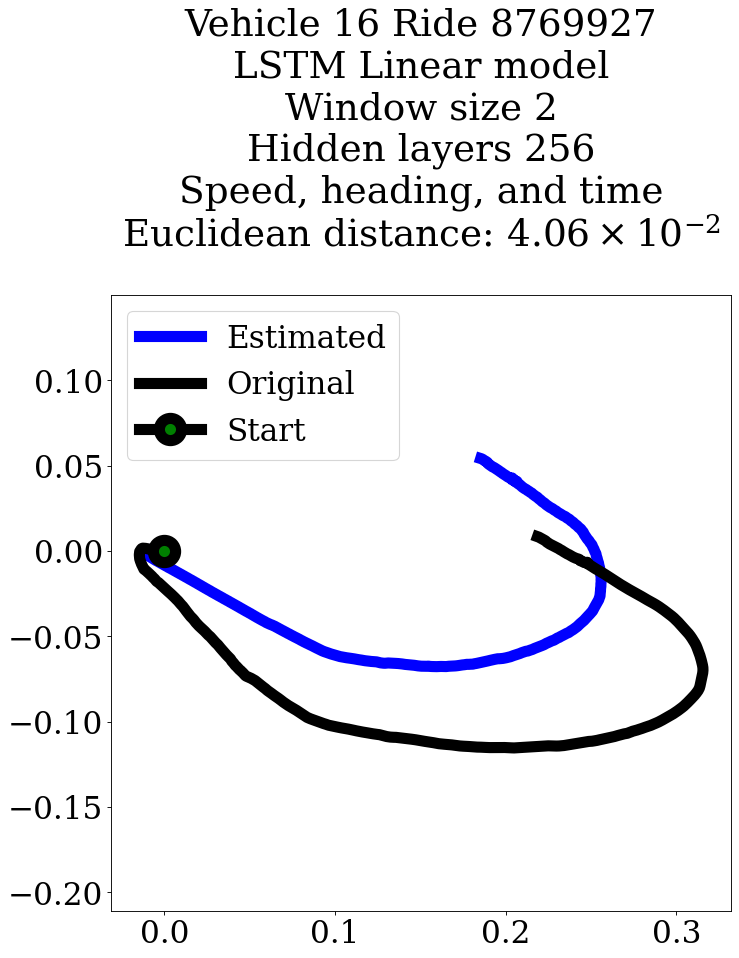 Vehicle 16 Ride 8769927
LSTM Linear model
Window size 2
Hidden layers 256
Speed, heading, and time
Euclidean distance: 4.06 × 10⁻²
Estimated
Original
Start
0.10
0.05
0.00
−0.05
−0.10
−0.15
−0.20
0.0 0.1 0.2 0.3